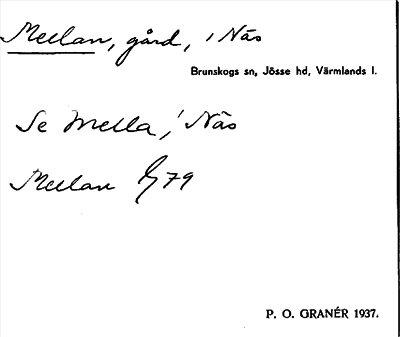 Mellan, gård, i Näs
Brunskogs sn, Jösse hd, Värmlands l.
Se Mella, i Näs
Mellan 79
P. O. GRANÉR 1937.